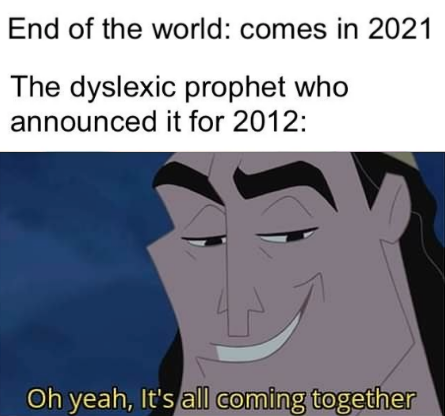 End of the world: comes in 2021
The dyslexic prophet who
announced it for 2012:
Oh yeah, It's all coming together